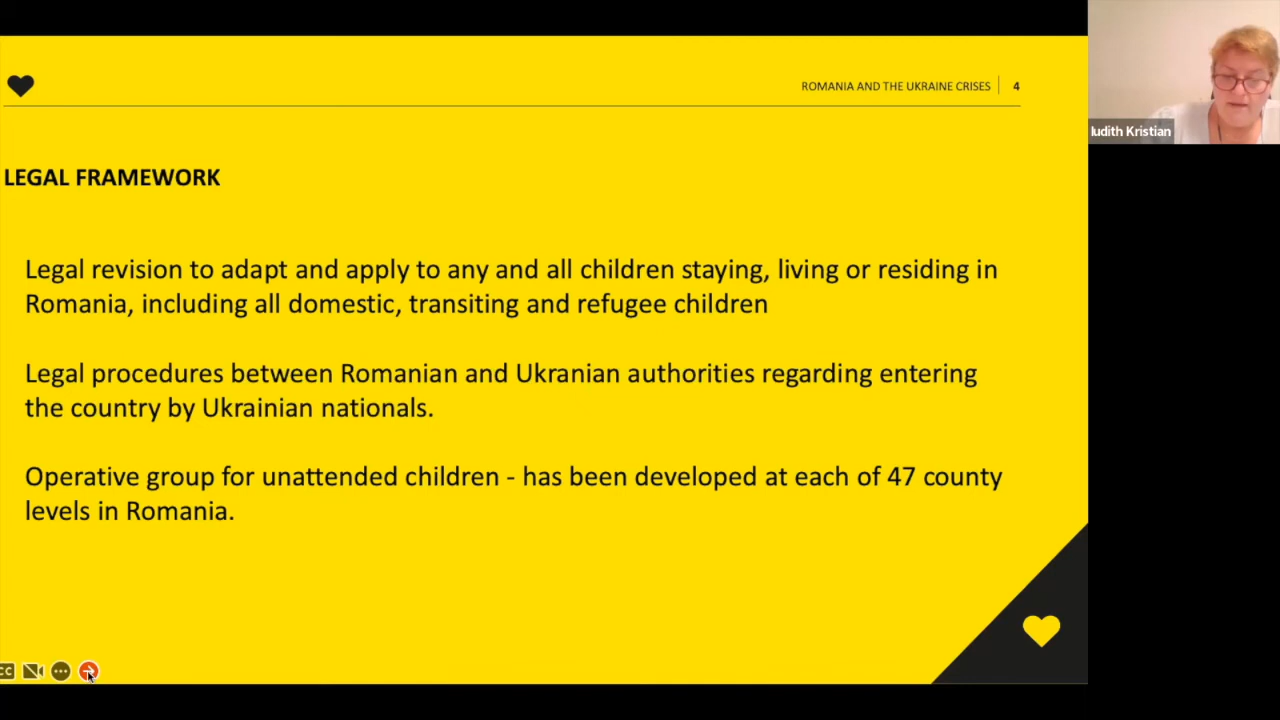 ROMANIA AND THE UKRAINE CRISES
4
Iudith Kristian
LEGAL FRAMEWORK
Legal revision to adapt and apply to any and all children staying, living or residing in
Romania, including all domestic, transiting and refugee children
Legal procedures between Romanian and Ukranian authorities regarding entering
the country by Ukrainian nationals.
Operative group for unattended children - has been developed at each of 47 county
levels in Romania.
CC